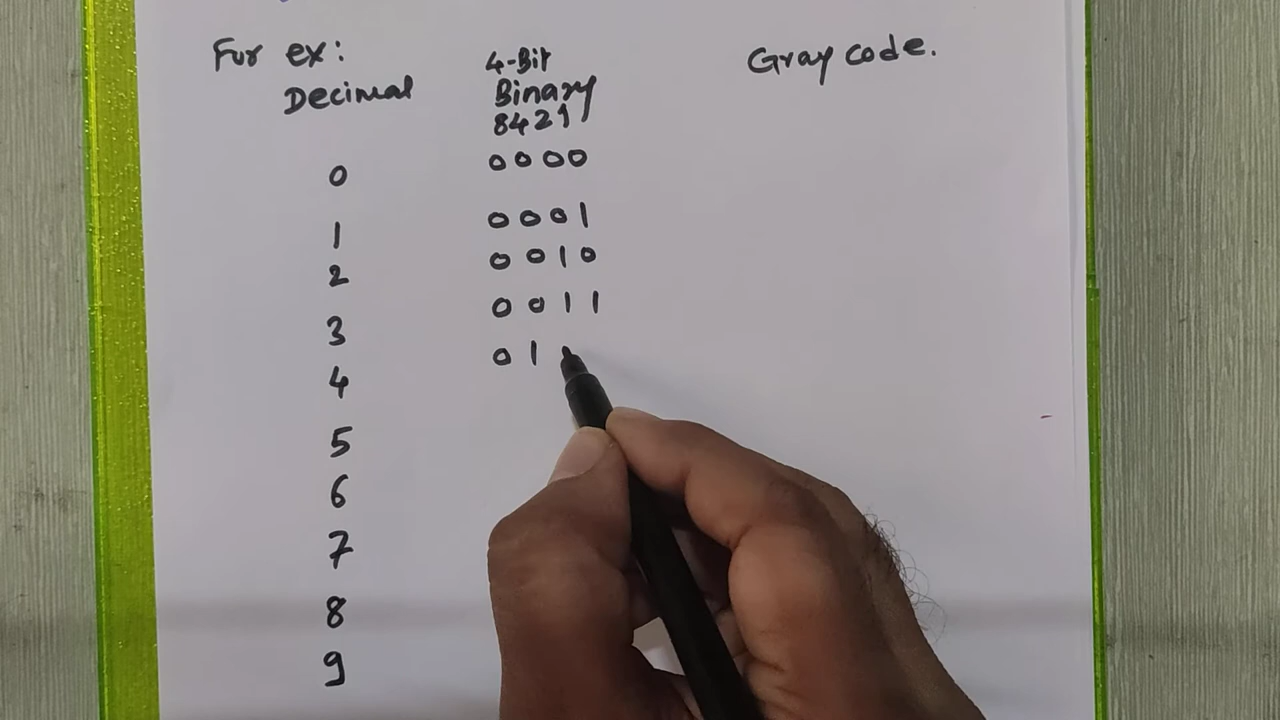 For ex:
Decimal
4-Bit
Binary
8421
Gray code.
0 0000
1 0001
2 0010
3 0011
4 01
5
6
7
8
9